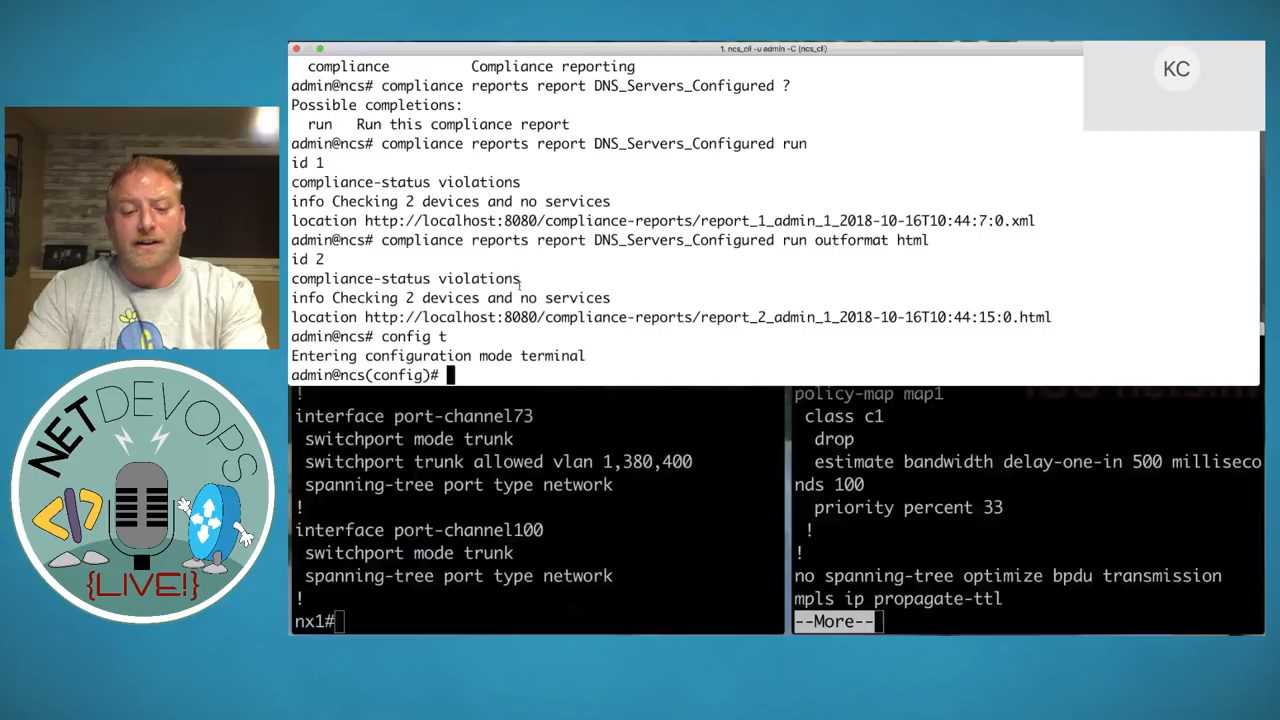 1. ncs_cli -u admin -C (ncs_cli)
compliance          Compliance reporting
admin@ncs# compliance reports report DNS_Servers_Configured ?
Possible completions:
run   Run this compliance report
admin@ncs# compliance reports report DNS_Servers_Configured run
id 1
compliance-status violations
info Checking 2 devices and no services
location http://localhost:8080/compliance-reports/report_1_admin_1_2018-10-16T10:44:7:0.xml
admin@ncs# compliance reports report DNS_Servers_Configured run outformat html
id 2
compliance-status violations
info Checking 2 devices and no services
location http://localhost:8080/compliance-reports/report_2_admin_1_2018-10-16T10:44:15:0.html
admin@ncs# config t
Entering configuration mode terminal
admin@ncs(config)#
KC
!
interface port-channel73
switchport mode trunk
switchport trunk allowed vlan 1,380,400
spanning-tree port type network
!
interface port-channel100
switchport mode trunk
spanning-tree port type network
!
nx1#
policy-map map1
class c1
drop
estimate bandwidth delay-one-in 500 milliseco
nds 100
priority percent 33
!
!
no spanning-tree optimize bpdu transmission
mpls ip propagate-ttl
--More--
NETDEVOPS
</>
{LIVE!}